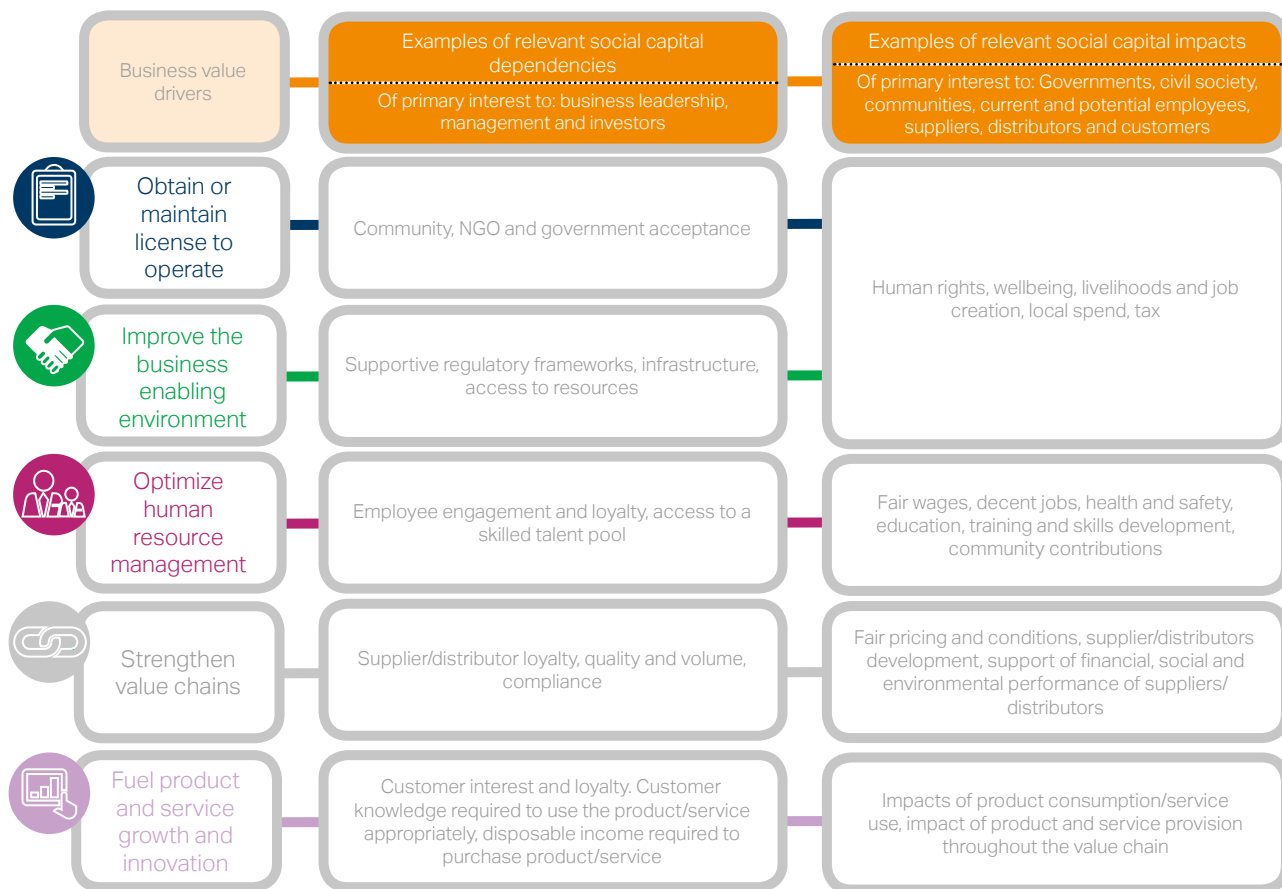 Business value
drivers
Examples of relevant social capital
dependencies
Of primary interest to: business leadership,
management and investors
Examples of relevant social capital impacts
Of primary interest to: Governments, civil society,
communities, current and potential employees,
suppliers, distributors and customers
Obtain or
maintain
license to
operate
Community, NGO and government acceptance
Human rights, wellbeing, livelihoods and job
creation, local spend, tax
Improve the
business
enabling
environment
Supportive regulatory frameworks, infrastructure,
access to resources
Optimize
human
resource
management
Employee engagement and loyalty, access to a
skilled talent pool
Fair wages, decent jobs, health and safety,
education, training and skills development,
community contributions
Strengthen
value chains
Supplier/distributor loyalty, quality and volume,
compliance
Fair pricing and conditions, supplier/distributors
development, support of financial, social and
environmental performance of suppliers/
distributors
Fuel product
and service
growth and
innovation
Customer interest and loyalty. Customer
knowledge required to use the product/service
appropriately, disposable income required to
purchase product/service
Impacts of product consumption/service
use, impact of product and service provision
throughout the value chain